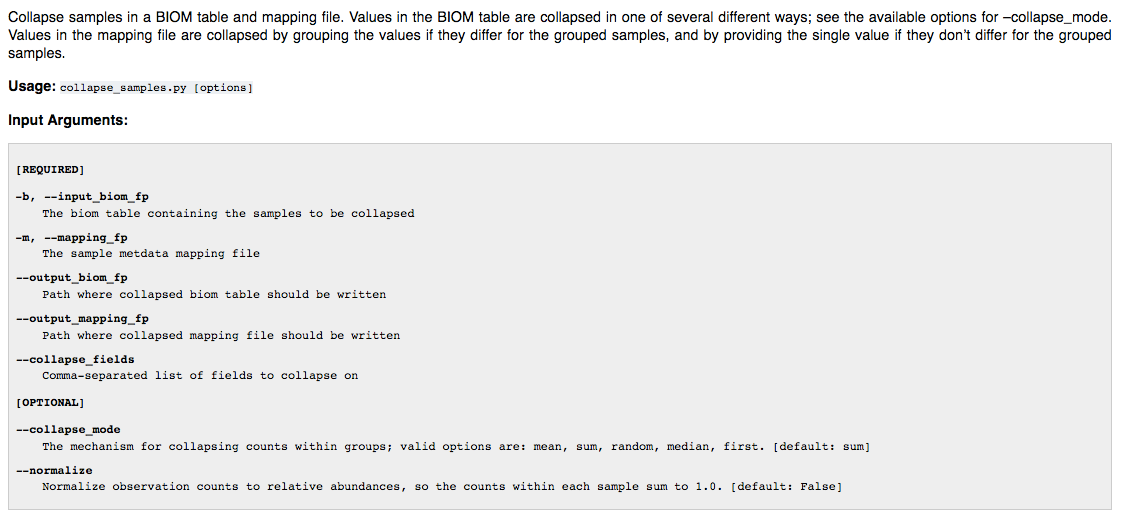 Collapse samples in a BIOM table and mapping file. Values in the BIOM table are collapsed in one of several different ways; see the available options for –collapse_mode.
Values in the mapping file are collapsed by grouping the values if they differ for the grouped samples, and by providing the single value if they don’t differ for the grouped
samples.
Usage: collapse_samples.py [options]
Input Arguments:
[REQUIRED]
-b, --input_biom_fp
The biom table containing the samples to be collapsed
-m, --mapping_fp
The sample metdata mapping file
--output_biom_fp
Path where collapsed biom table should be written
--output_mapping_fp
Path where collapsed mapping file should be written
--collapse_fields
Comma-separated list of fields to collapse on
[OPTIONAL]
--collapse_mode
The mechanism for collapsing counts within groups; valid options are: mean, sum, random, median, first. [default: sum]
--normalize
Normalize observation counts to relative abundances, so the counts within each sample sum to 1.0. [default: False]